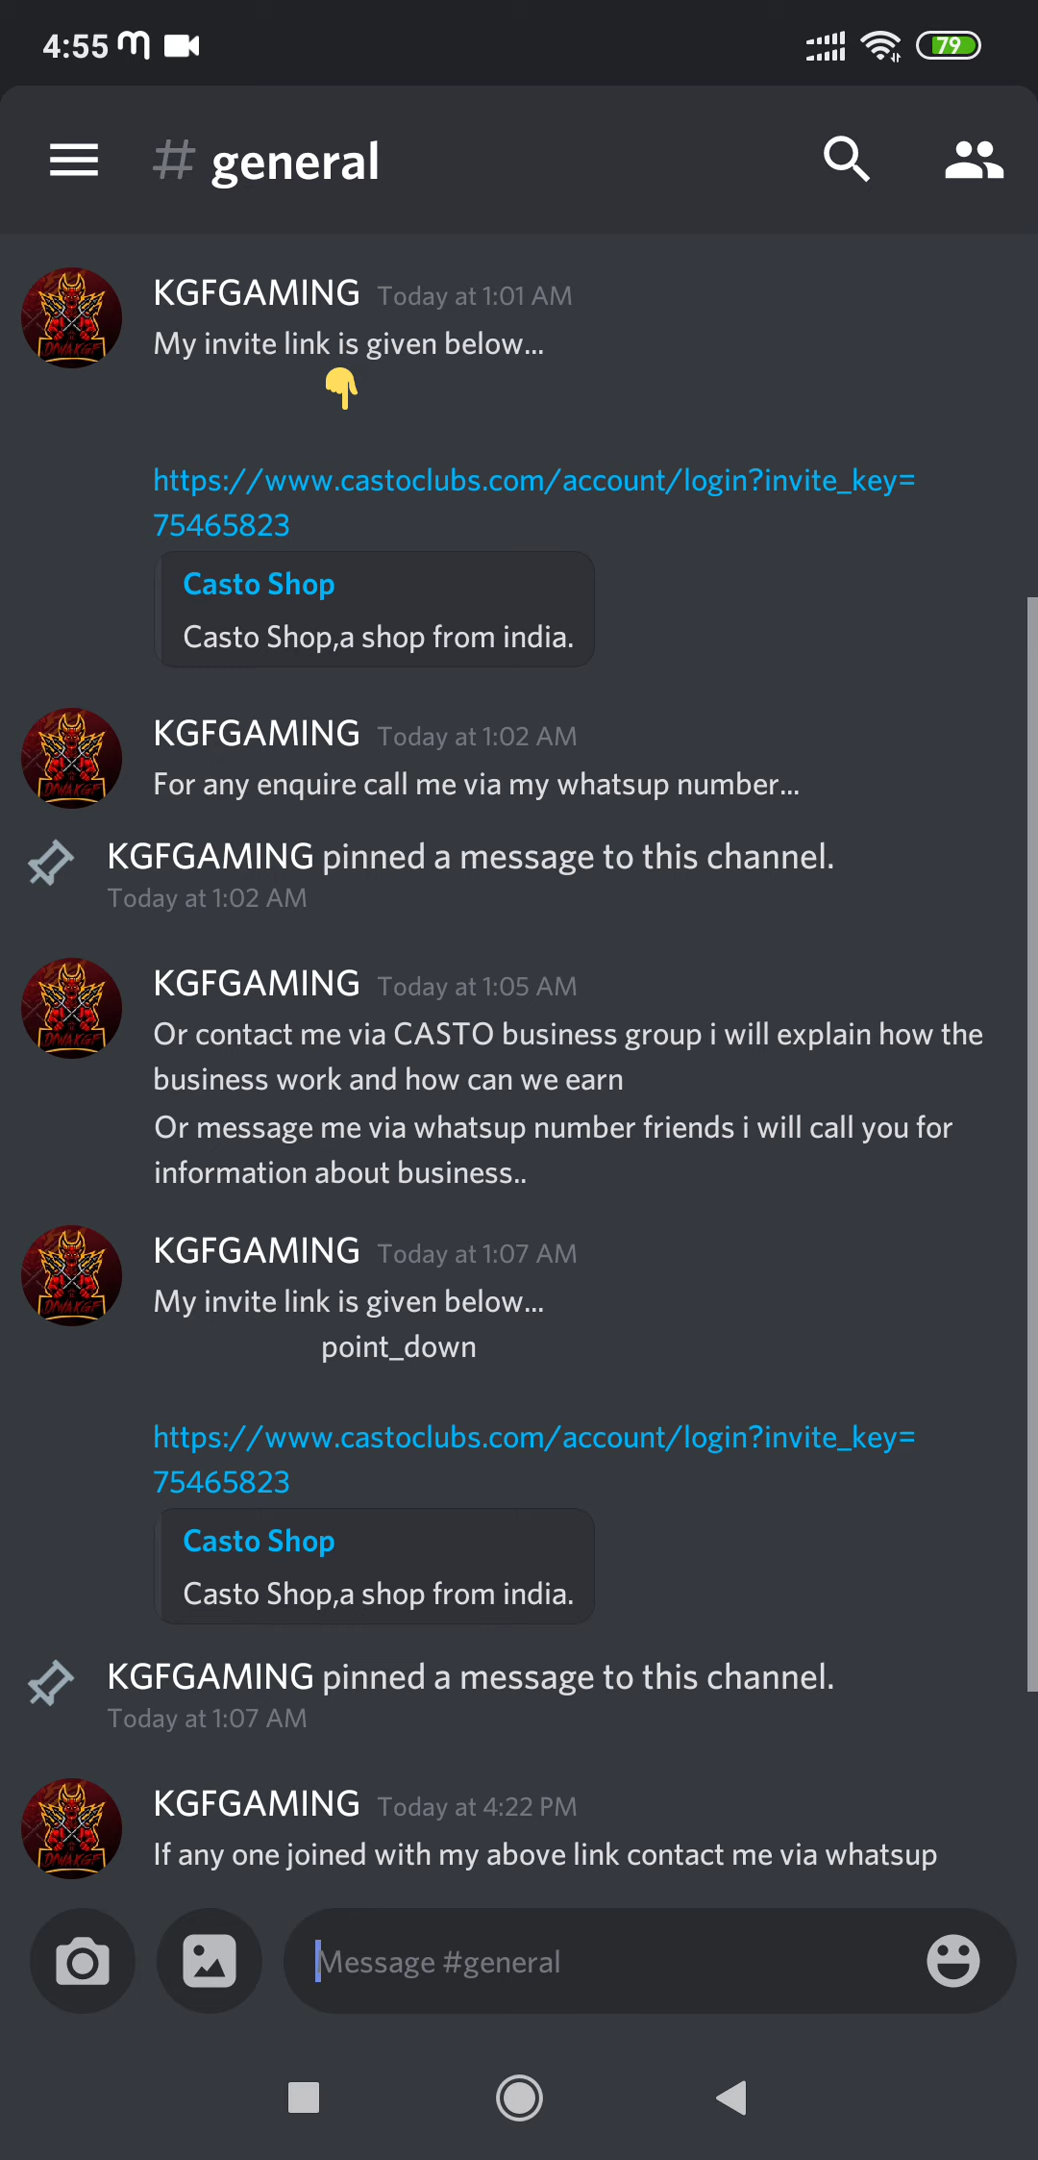 4:55
79
# general
KGFGAMING Today at 1:01 AM
My invite link is given below...
https://www.castoclubs.com/account/login?invite_key=
75465823
Casto Shop
Casto Shop,a shop from india.
KGFGAMING Today at 1:02 AM
For any enquire call me via my whatsup number...
KGFGAMING pinned a message to this channel.
Today at 1:02 AM
KGFGAMING Today at 1:05 AM
Or contact me via CASTO business group i will explain how the
business work and how can we earn
Or message me via whatsup number friends i will call you for
information about business..
KGFGAMING Today at 1:07 AM
My invite link is given below...
point_down
https://www.castoclubs.com/account/login?invite_key=
75465823
Casto Shop
Casto Shop,a shop from india.
KGFGAMING pinned a message to this channel.
Today at 1:07 AM
KGFGAMING Today at 4:22 PM
If any one joined with my above link contact me via whatsup
Message #general